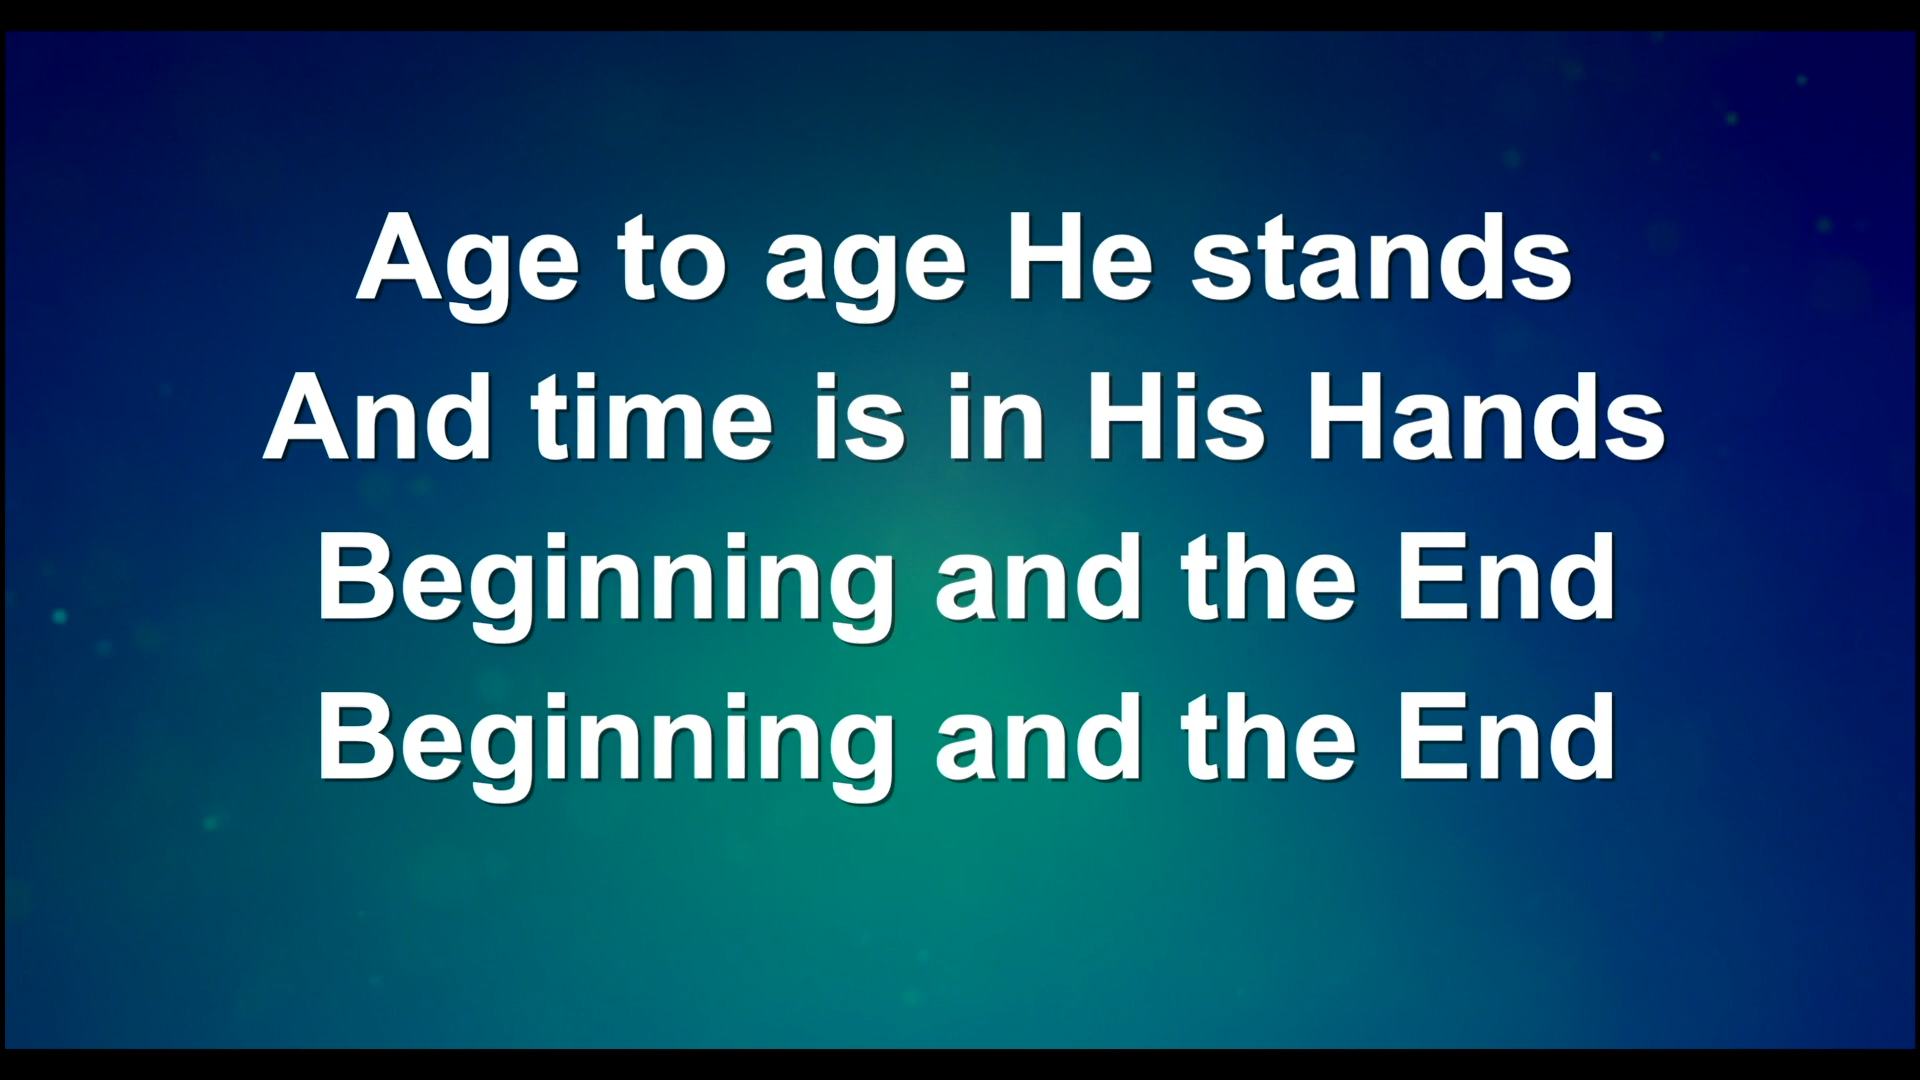 Age to age He stands
And time is in His Hands
Beginning and the End
Beginning and the End